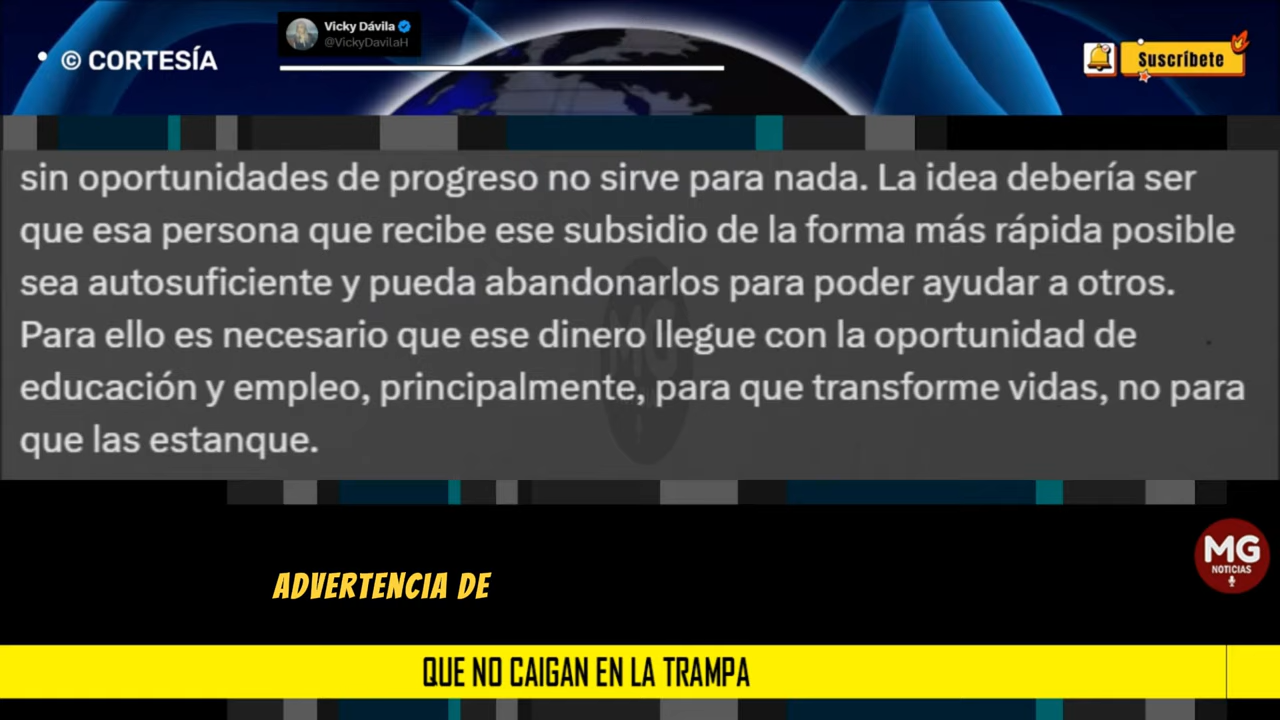 © CORTESÍA
Vicky Dávila
@VickyDavilaH
Suscríbete
sin oportunidades de progreso no sirve para nada. La idea debería ser
que esa persona que recibe ese subsidio de la forma más rápida posible
sea autosuficiente y pueda abandonarlos para poder ayudar a otros.
Para ello es necesario que ese dinero llegue con la oportunidad de
educación y empleo, principalmente, para que transforme vidas, no para
que las estanque.
MG
NOTICIAS
ADVERTENCIA DE
QUE NO CAIGAN EN LA TRAMPA